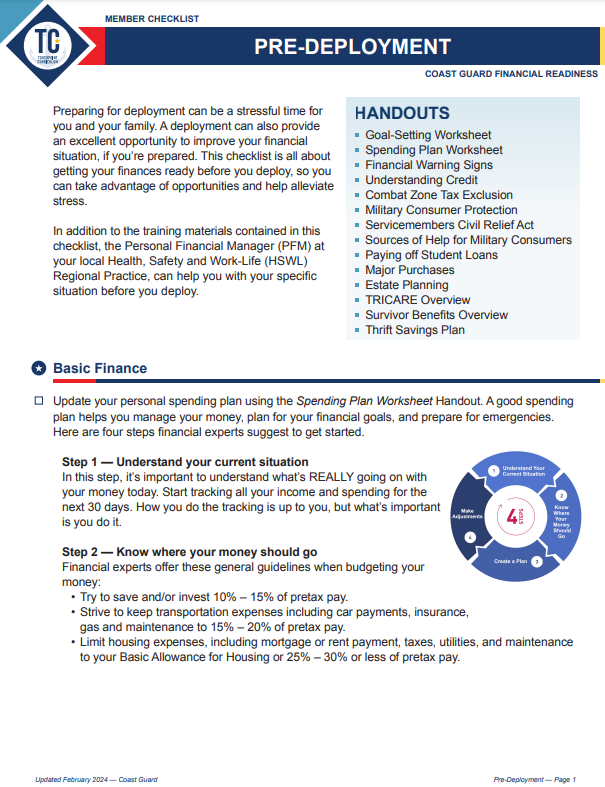 MEMBER CHECKLIST
TC
TOUCHPOINT
CURRICULUM
PRE-DEPLOYMENT
COAST GUARD FINANCIAL READINESS
Preparing for deployment can be a stressful time for
you and your family. A deployment can also provide
an excellent opportunity to improve your financial
situation, if you're prepared. This checklist is all about
getting your finances ready before you deploy, so you
can take advantage of opportunities and help alleviate
stress.
In addition to the training materials contained in this
checklist, the Personal Financial Manager (PFM) at
your local Health, Safety and Work-Life (HSWL)
Regional Practice, can help you with your specific
situation before you deploy.
HANDOUTS
Goal-Setting Worksheet
Spending Plan Worksheet
Financial Warning Signs
Understanding Credit
Combat Zone Tax Exclusion
Military Consumer Protection
Servicemembers Civil Relief Act
Sources of Help for Military Consumers
Paying off Student Loans
Major Purchases
Estate Planning
TRICARE Overview
Survivor Benefits Overview
Thrift Savings Plan
Basic Finance
Update your personal spending plan using the Spending Plan Worksheet Handout. A good spending
plan helps you manage your money, plan for your financial goals, and prepare for emergencies.
Here are four steps financial experts suggest to get started.
Step 1 — Understand your current situation
In this step, it's important to understand what's REALLY going on with
your money today. Start tracking all your income and spending for the
next 30 days. How you do the tracking is up to you, but what's important
is you do it.
Step 2 — Know where your money should go
Financial experts offer these general guidelines when budgeting your
money:
• Try to save and/or invest 10% – 15% of pretax pay.
• Strive to keep transportation expenses including car payments, insurance,
gas and maintenance to 15% – 20% of pretax pay.
• Limit housing expenses, including mortgage or rent payment, taxes, utilities, and maintenance
to your Basic Allowance for Housing or 25% – 30% or less of pretax pay.
1 Understand Your
Current Situation
2
Know
Where
Your
Money
Should
Go
Create a Plan 3
Make
Adjustments
4
4 STEPS
Updated February 2024 — Coast Guard
Pre-Deployment — Page 1